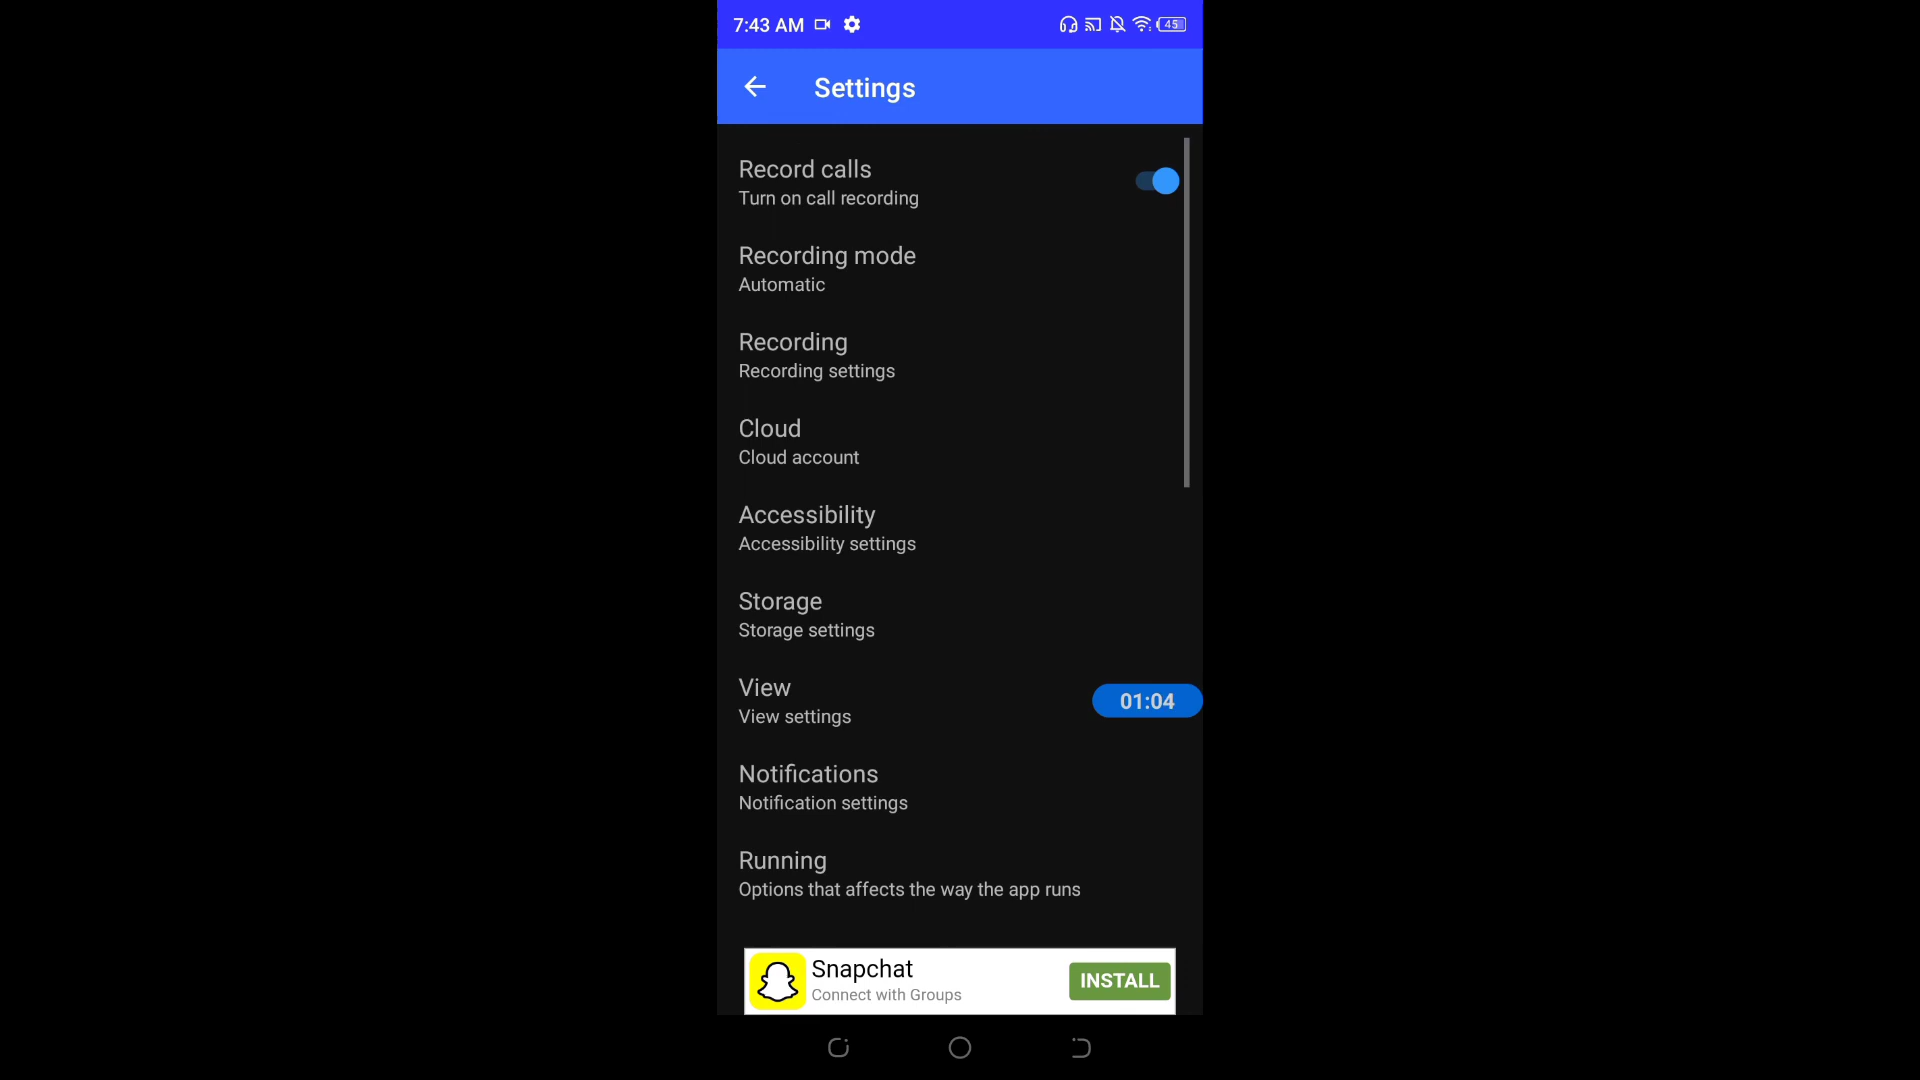 7:43 AM
45
Settings
Record calls
Turn on call recording
Recording mode
Automatic
Recording
Recording settings
Cloud
Cloud account
Accessibility
Accessibility settings
Storage
Storage settings
View
View settings
01:04
Notifications
Notification settings
Running
Options that affects the way the app runs
Snapchat
Connect with Groups
INSTALL